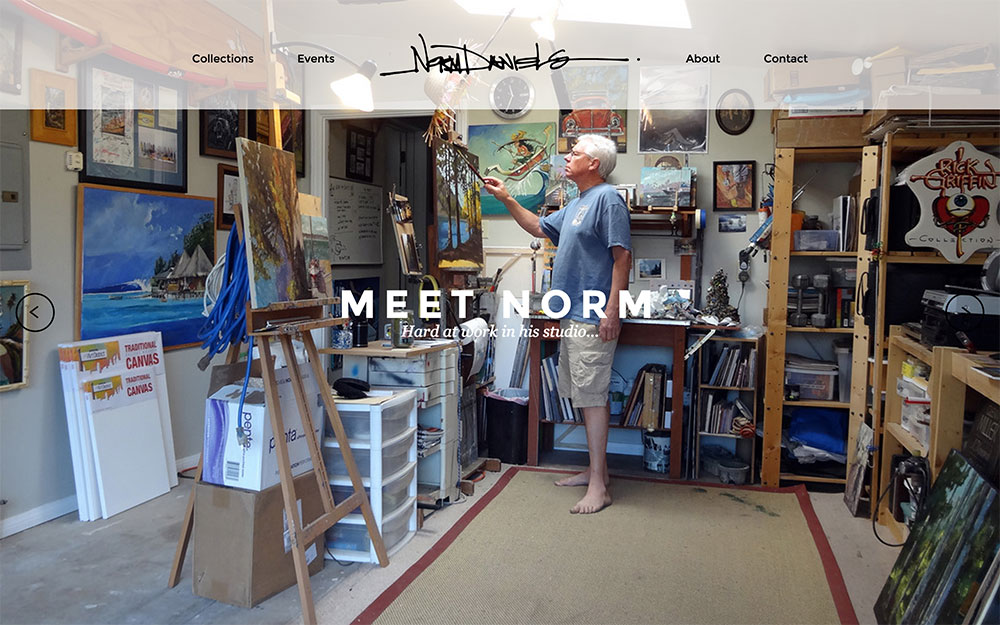 Collections
Events
Norm Daniels
About
Contact
RICK
GRIFFIN
COLLECTION
MEET NORM
Hard at work in his studio...
<
TRADITIONAL
CANVAS
TRADITIONAL
CANVAS
penta